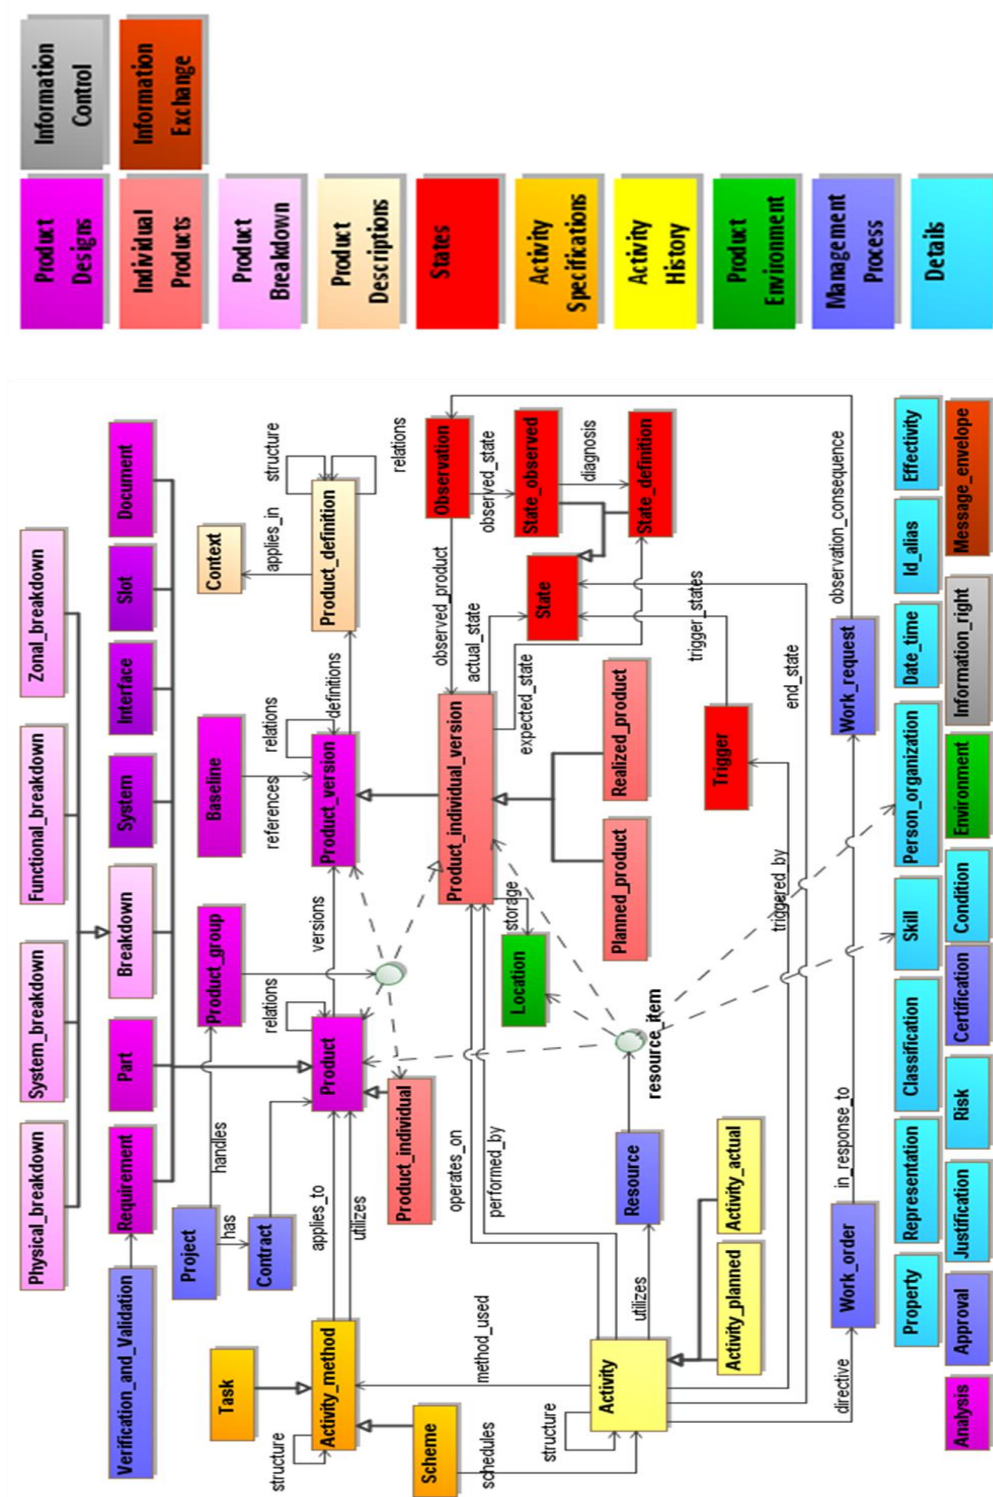 Physical_breakdown
System_breakdown
Functional_breakdown
Zonal_breakdown
Verification_and_Validation
Requirement
Part
Breakdown
System
Interface
Slot
Document
Project
handles
has
Contract
Product_group
Baseline
references
Context
applies_in
Task
structure
Activity_method
applies_to
utilizes
Product
relations
versions
Product_version
relations
definitions
Product_definition
structure
relations
Product_individual
Scheme
schedules
method_used
operates_on
performed_by
Product_individual_version
storage
Location
observed_product
actual_state
expected_state
Observation
observed_state
State_observed
diagnosis
State_definition
State
Planned_product
Realized_product
trigger_states
Trigger
triggered_by
end_state
structure
Activity
utilizes
Resource
resource_item
Activity_planned
Activity_actual
directive
Work_order
in_response_to
Work_request
observation_consequence
Property
Representation
Classification
Skill
Person_organization
Date_time
Id_alias
Effectivity
Analysis
Approval
Justification
Risk
Certification
Condition
Environment
Information_right
Message_envelope
Product
Designs
Information
Control
Individual
Products
Information
Exchange
Product
Breakdown
Product
Descriptions
States
Activity
Specifications
Activity
History
Product
Environment
Management
Process
Details